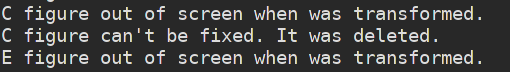 C figure out of screen when was transformed.
C figure can't be fixed. It was deleted.
E figure out of screen when was transformed.